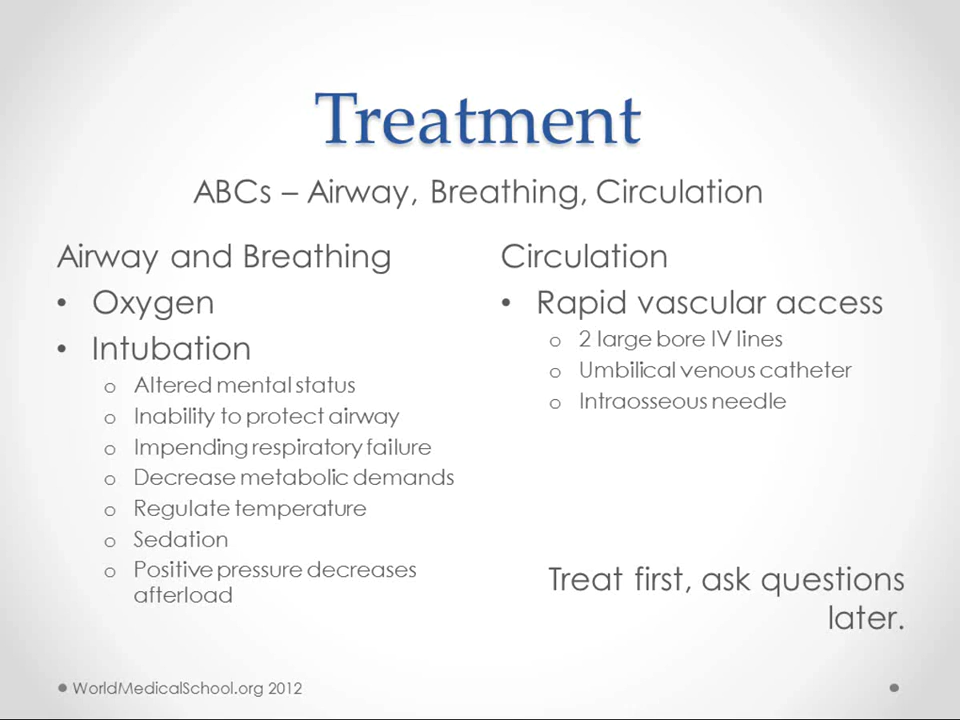 Treatment
ABCs – Airway, Breathing, Circulation
Airway and Breathing
• Oxygen
• Intubation
o Altered mental status
o Inability to protect airway
o Impending respiratory failure
o Decrease metabolic demands
o Regulate temperature
o Sedation
o Positive pressure decreases
afterload
Circulation
• Rapid vascular access
o 2 large bore IV lines
o Umbilical venous catheter
o Intraosseous needle
Treat first, ask questions
later.
WorldMedicalSchool.org 2012